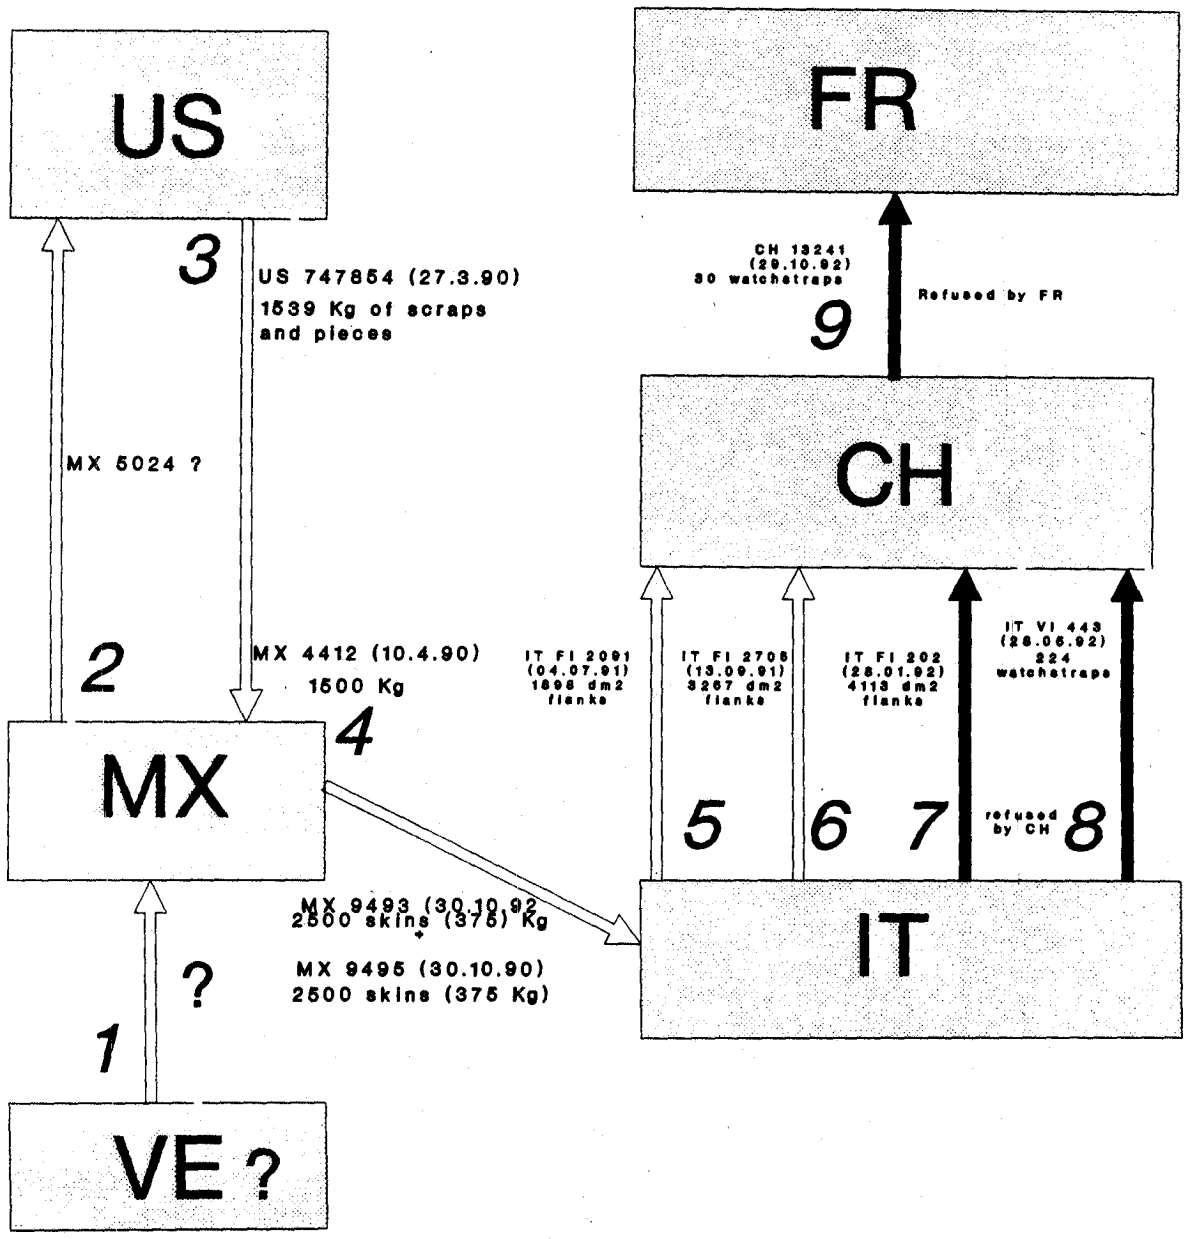 US
FR
3
US 747854 (27.3.90)
1539 Kg of scraps
and pieces
CH 13241
(29.10.92)
30 watchstraps
Refused by FR
9
CH
MX 5024 ?
2
MX 4412 (10.4.90)
1500 Kg
4
IT FI 2091
(04.07.91)
1898 dm2
flanks
IT FI 2705
(13.09.91)
3267 dm2
flanks
IT FI 202
(28.01.92)
4113 dm2
flanks
IT VI 443
(26.06.92)
224
watchstraps
MX
5
6
7
refused
by CH
8
MX 9493 (30.10.92
2500 skins (375) Kg
+
MX 9495 (30.10.90)
2500 skins (375 Kg)
IT
?
1
VE ?